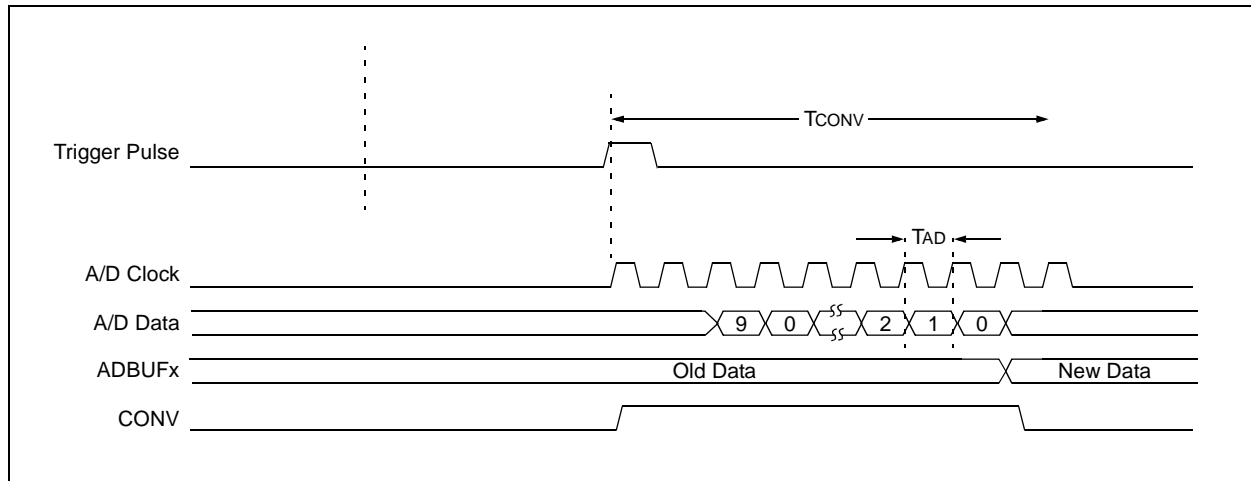 TCONV
Trigger Pulse
TAD
A/D Clock
A/D Data 9 0 2 1 0
ADBUFx Old Data New Data
CONV